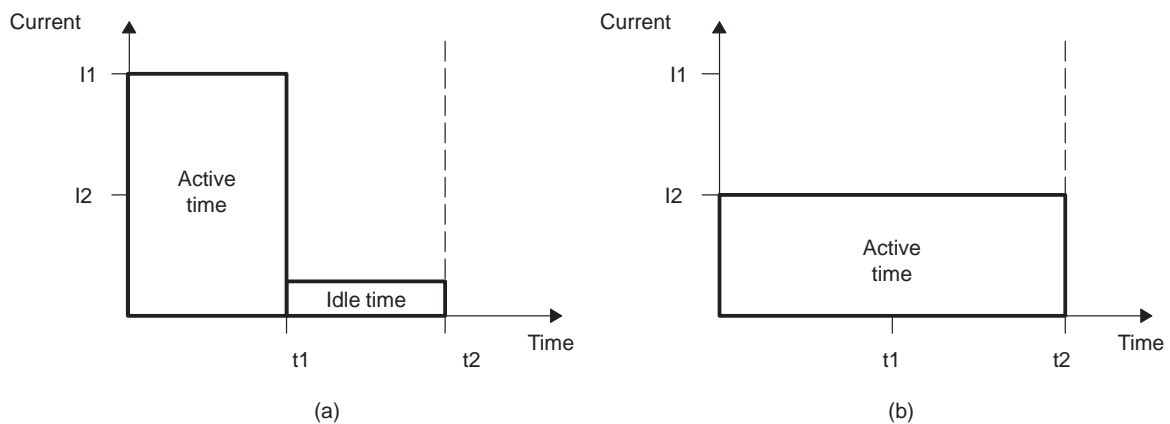 Current
I1
I2
Active
time
Idle time
Time
t1
t2
(a)
Current
I1
I2
Active
time
Time
t1
t2
(b)